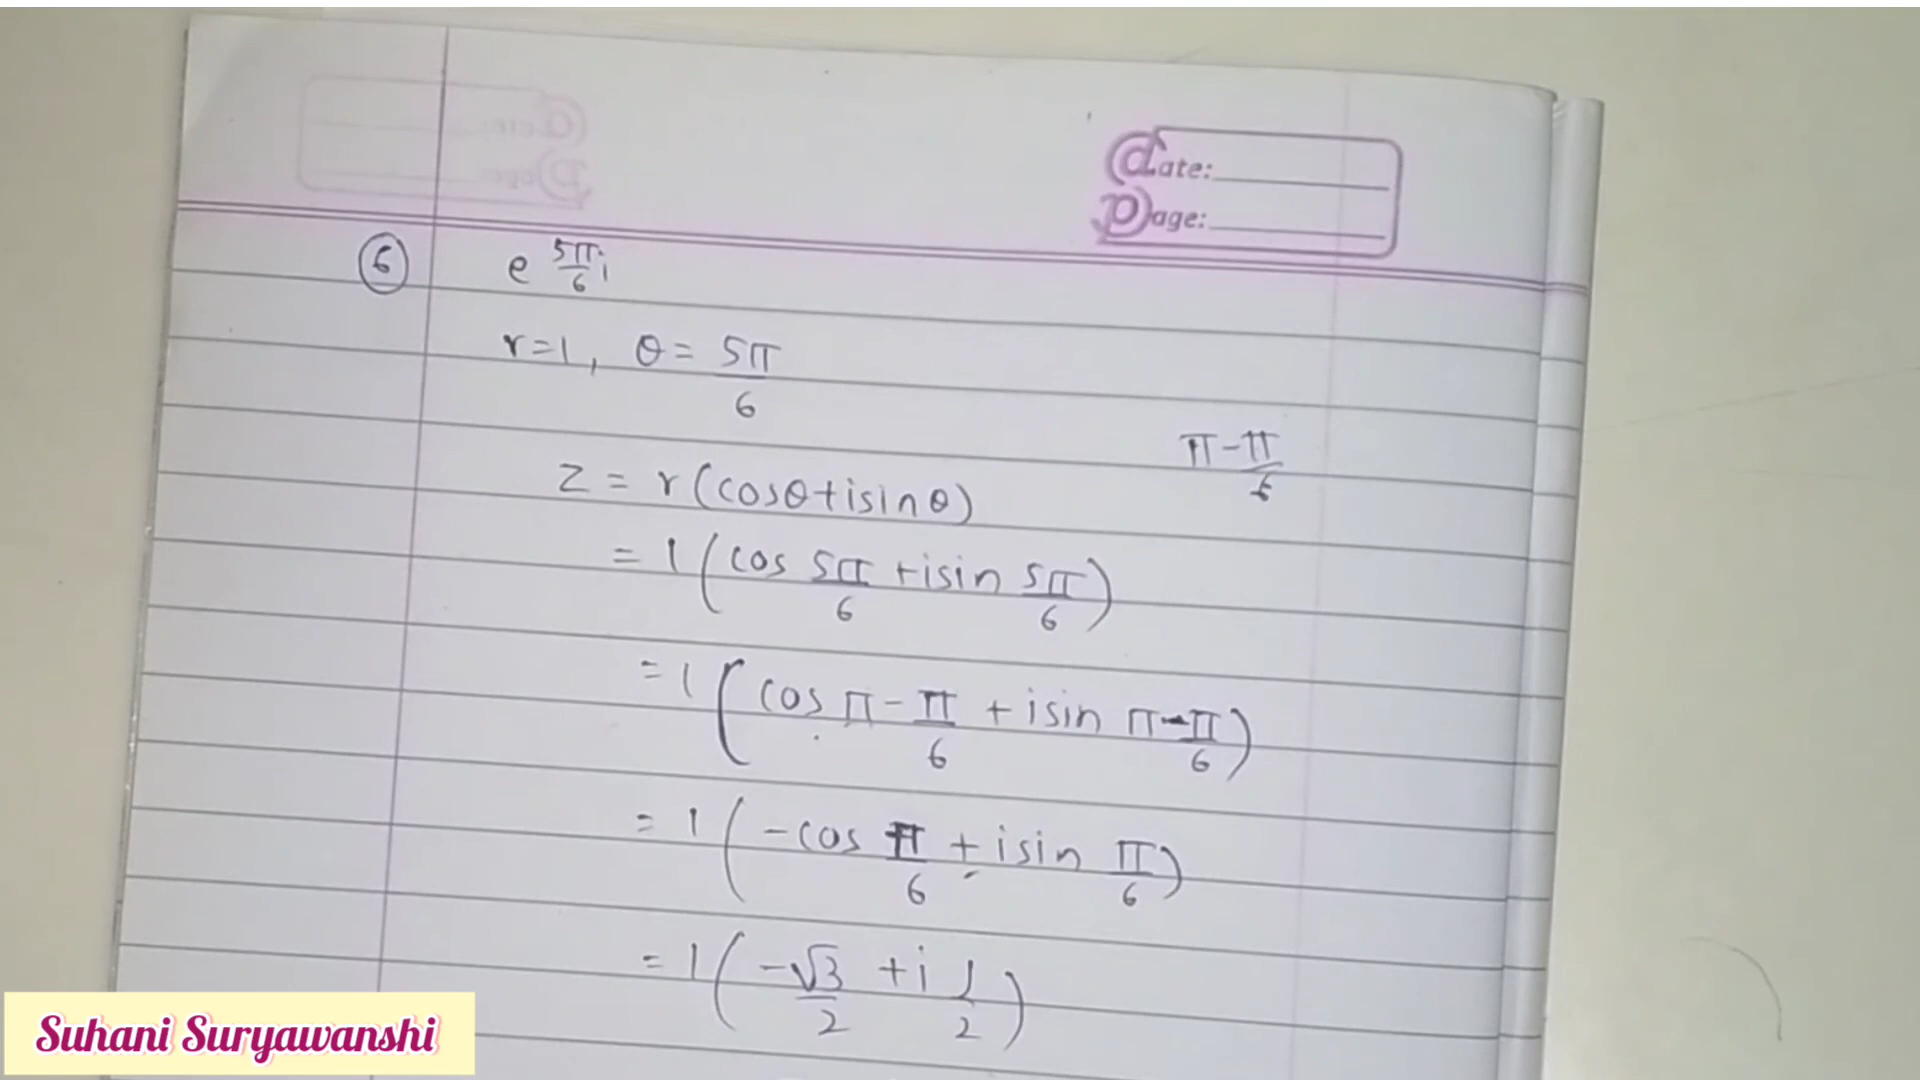 Date:
Page:
⑥ e^(5π/6 i)
r=1, θ = 5π/6
π-π/6
z = r(cosθ+isinθ)
= 1(cos 5π/6 +isin 5π/6)
= 1(cos π-π/6 + isin π-π/6)
= 1(-cos π/6 + isin π/6)
= 1(-√3/2 +i 1/2)
Suhani Suryawanshi